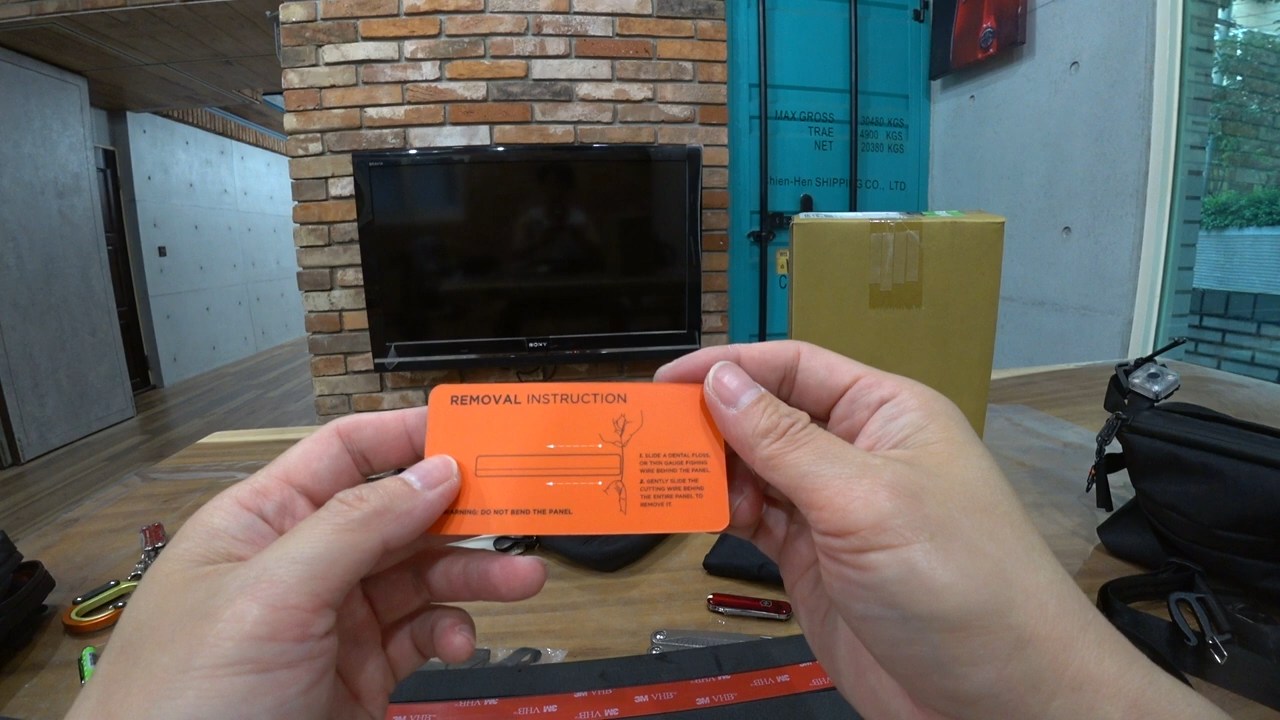 MAX GROSS 30480 KGS
TRAE 4900 KGS
NET 20380 KGS
SHIPPING CO., LTD
SONY
REMOVAL INSTRUCTION
1. SLIDE A DENTAL FLOSS
OR THIN GAUGE FISHING
WIRE BEHIND THE PANEL.
2. GENTLY SLIDE THE
CUTTING WIRE BEHIND
THE ENTIRE PANEL TO
REMOVE IT.
WARNING: DO NOT BEND THE PANEL
3M VHB